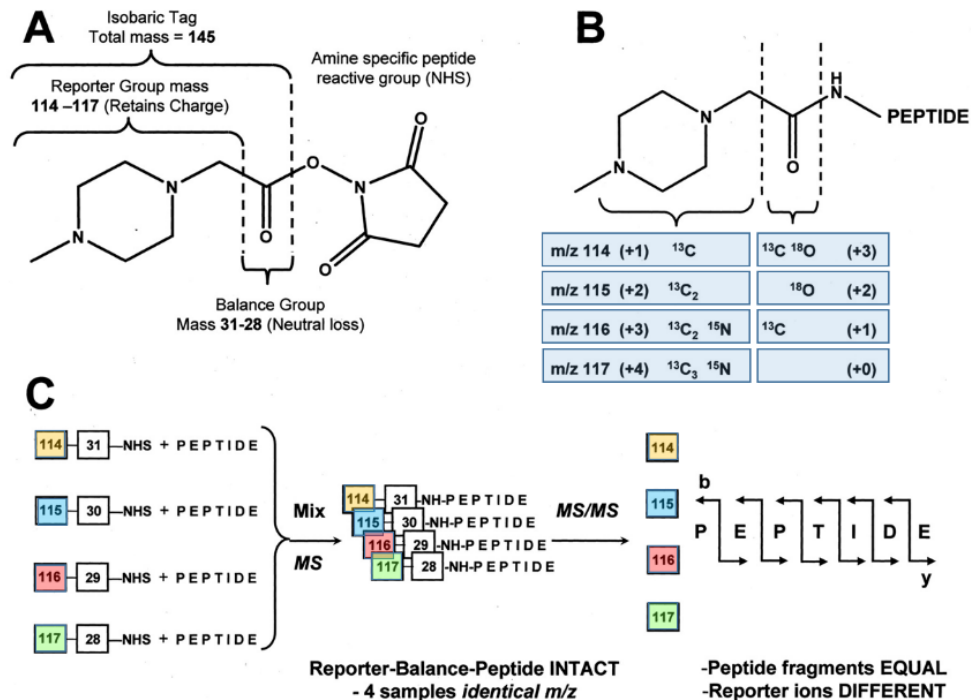 A
Isobaric Tag
Total mass = 145
Reporter Group mass
114 –117 (Retains Charge)
Amine specific peptide
reactive group (NHS)
N
N
O
O
N
O
O
Balance Group
Mass 31-28 (Neutral loss)
B
N
N
O
H
N
PEPTIDE
m/z 114 (+1) ¹³C ¹³C ¹⁸O (+3)
m/z 115 (+2) ¹³C₂ ¹⁸O (+2)
m/z 116 (+3) ¹³C₂ ¹⁵N ¹³C (+1)
m/z 117 (+4) ¹³C₃ ¹⁵N (+0)
C
114 31 NHS + PEPTIDE
115 30 NHS + PEPTIDE
116 29 NHS + PEPTIDE
117 28 NHS + PEPTIDE
Mix
MS
114 31 -NH-PEPTIDE
115 30 -NH-PEPTIDE
116 29 -NH-PEPTIDE
117 28 -NH-PEPTIDE
MS/MS
114
115
116
117
b
P E P T I D E
y
Reporter-Balance-Peptide INTACT
- 4 samples identical m/z
-Peptide fragments EQUAL
-Reporter ions DIFFERENT